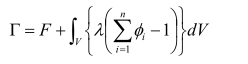 Γ = F + ∫_V { λ ( ∑_{i=1}^{n} ϕ_i − 1 ) } dV